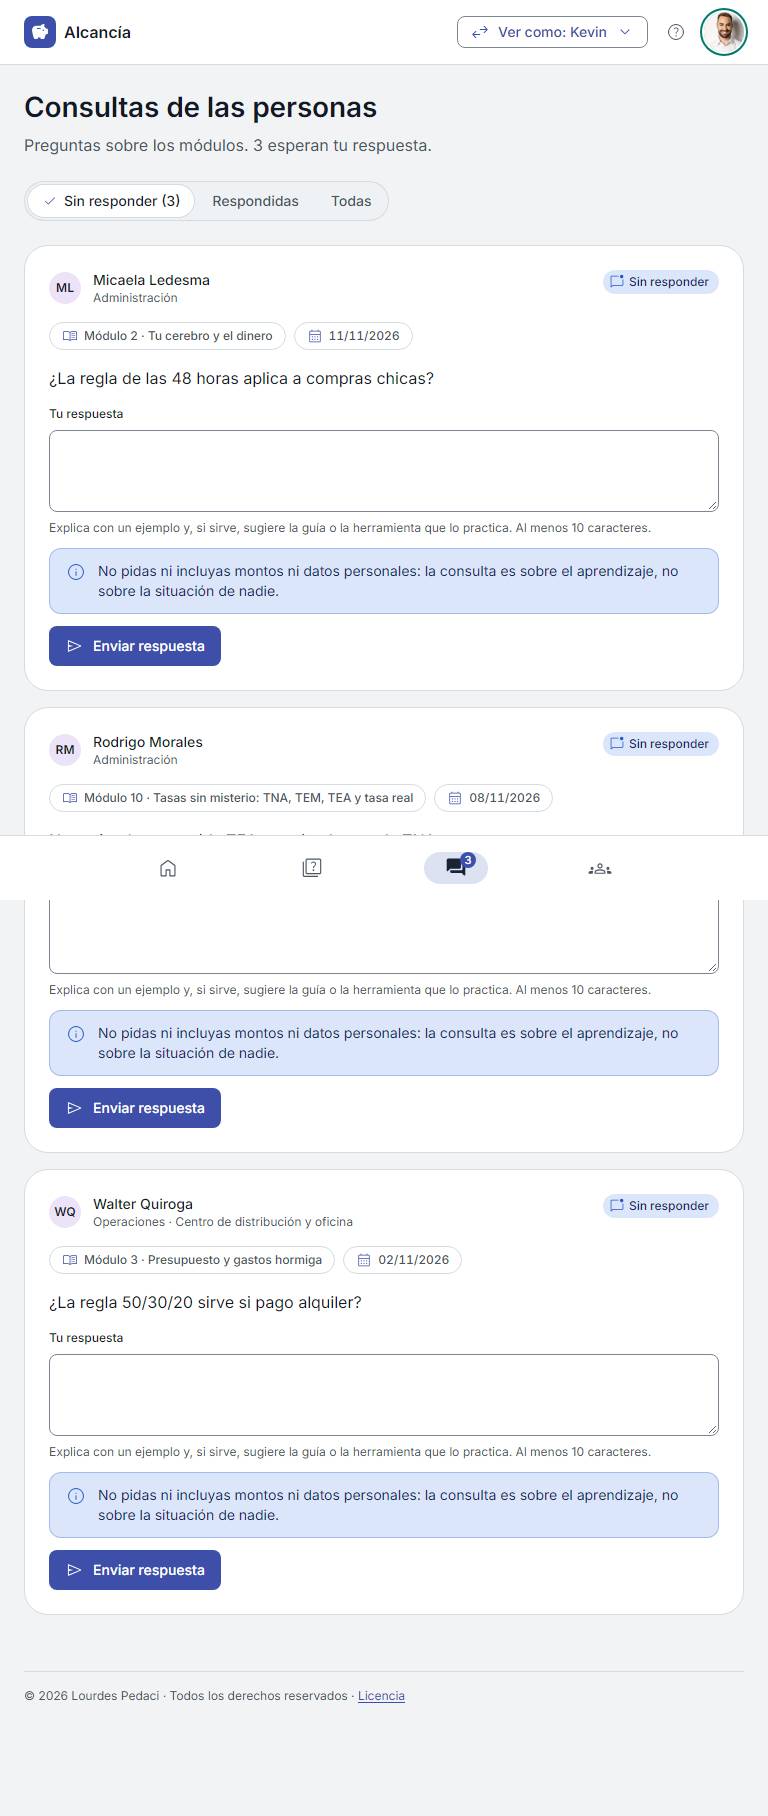 Alcancía
Ver como: Kevin
Consultas de las personas
Preguntas sobre los módulos. 3 esperan tu respuesta.
Sin responder (3)
Respondidas
Todas
ML
Micaela Ledesma
Administración
Sin responder
Módulo 2 · Tu cerebro y el dinero
11/11/2026
¿La regla de las 48 horas aplica a compras chicas?
Tu respuesta
Explica con un ejemplo y, si sirve, sugiere la guía o la herramienta que lo practica. Al menos 10 caracteres.
No pidas ni incluyas montos ni datos personales: la consulta es sobre el aprendizaje, no
sobre la situación de nadie.
Enviar respuesta
RM
Rodrigo Morales
Administración
Sin responder
Módulo 10 · Tasas sin misterio: TNA, TEM, TEA y tasa real
08/11/2026
3
Explica con un ejemplo y, si sirve, sugiere la guía o la herramienta que lo practica. Al menos 10 caracteres.
No pidas ni incluyas montos ni datos personales: la consulta es sobre el aprendizaje, no
sobre la situación de nadie.
Enviar respuesta
WQ
Walter Quiroga
Operaciones · Centro de distribución y oficina
Sin responder
Módulo 3 · Presupuesto y gastos hormiga
02/11/2026
¿La regla 50/30/20 sirve si pago alquiler?
Tu respuesta
Explica con un ejemplo y, si sirve, sugiere la guía o la herramienta que lo practica. Al menos 10 caracteres.
No pidas ni incluyas montos ni datos personales: la consulta es sobre el aprendizaje, no
sobre la situación de nadie.
Enviar respuesta
© 2026 Lourdes Pedaci · Todos los derechos reservados · Licencia